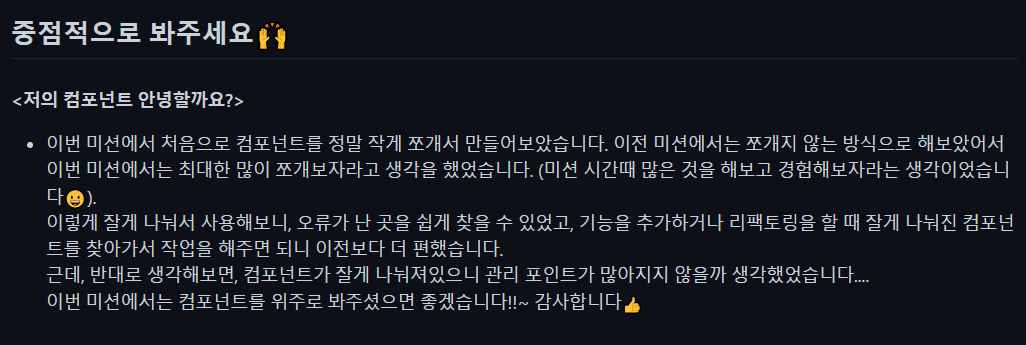 중점적으로 봐주세요🙌
<저의 컴포넌트 안녕할까요?>
• 이번 미션에서 처음으로 컴포넌트를 정말 작게 쪼개서 만들어보았습니다. 이전 미션에서는 쪼개지 않는 방식으로 해보았어서
이번 미션에서는 최대한 많이 쪼개보자라고 생각을 했었습니다. (미션 시간때 많은 것을 해보고 경험해보자라는 생각이었습니
다😀).
이렇게 잘게 나눠서 사용해보니, 오류가 난 곳을 쉽게 찾을 수 있었고, 기능을 추가하거나 리팩토링을 할 때 잘게 나눠진 컴포넌
트를 찾아가서 작업을 해주면 되니 이전보다 더 편했습니다.
근데, 반대로 생각해보면, 컴포넌트가 잘게 나눠져있으니 관리 포인트가 많아지지 않을까 생각했었습니다....
이번 미션에서는 컴포넌트를 위주로 봐주셨으면 좋겠습니다!!~ 감사합니다👍